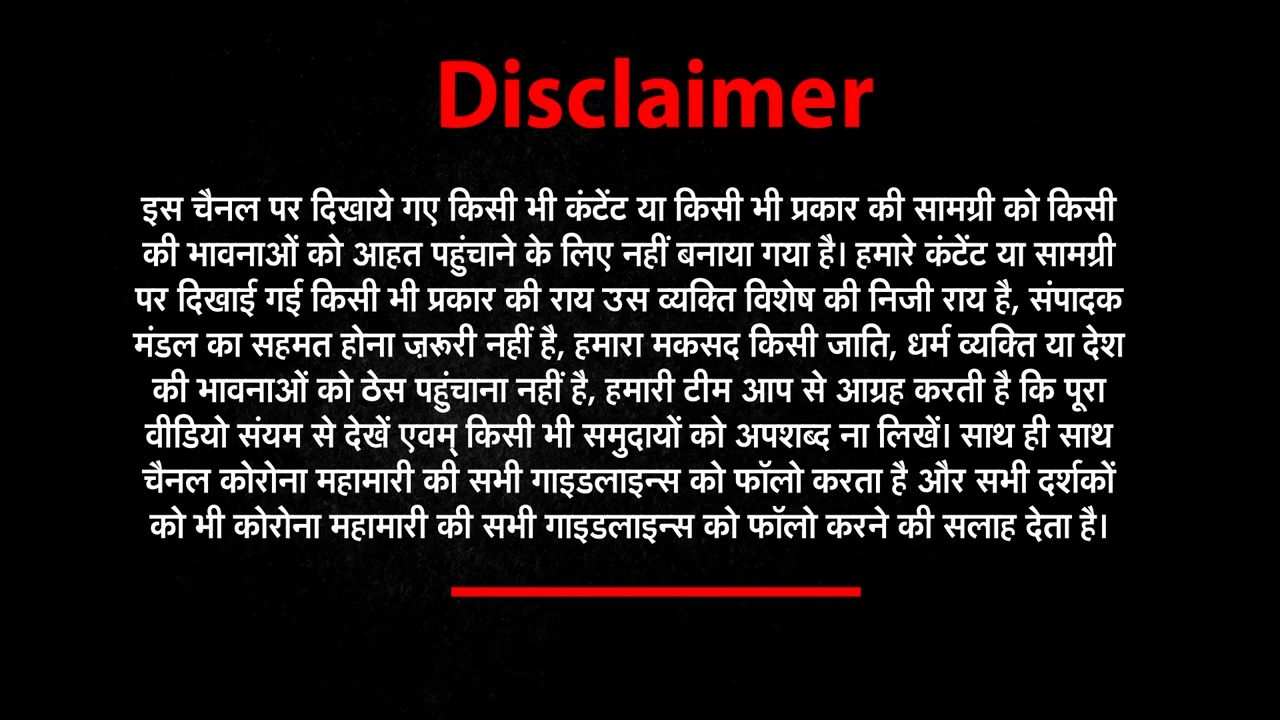 Disclaimer
इस चैनल पर दिखाये गए किसी भी कंटेंट या किसी भी प्रकार की सामग्री को किसी
की भावनाओं को आहत पहुंचाने के लिए नहीं बनाया गया है। हमारे कंटेंट या सामग्री
पर दिखाई गई किसी भी प्रकार की राय उस व्यक्ति विशेष की निजी राय है, संपादक
मंडल का सहमत होना ज़रूरी नहीं है, हमारा मकसद किसी जाति, धर्म व्यक्ति या देश
की भावनाओं को ठेस पहुंचाना नहीं है, हमारी टीम आप से आग्रह करती है कि पूरा
वीडियो संयम से देखें एवम् किसी भी समुदायों को अपशब्द ना लिखें। साथ ही साथ
चैनल कोरोना महामारी की सभी गाइडलाइन्स को फॉलो करता है और सभी दर्शकों
को भी कोरोना महामारी की सभी गाइडलाइन्स को फॉलो करने की सलाह देता है।